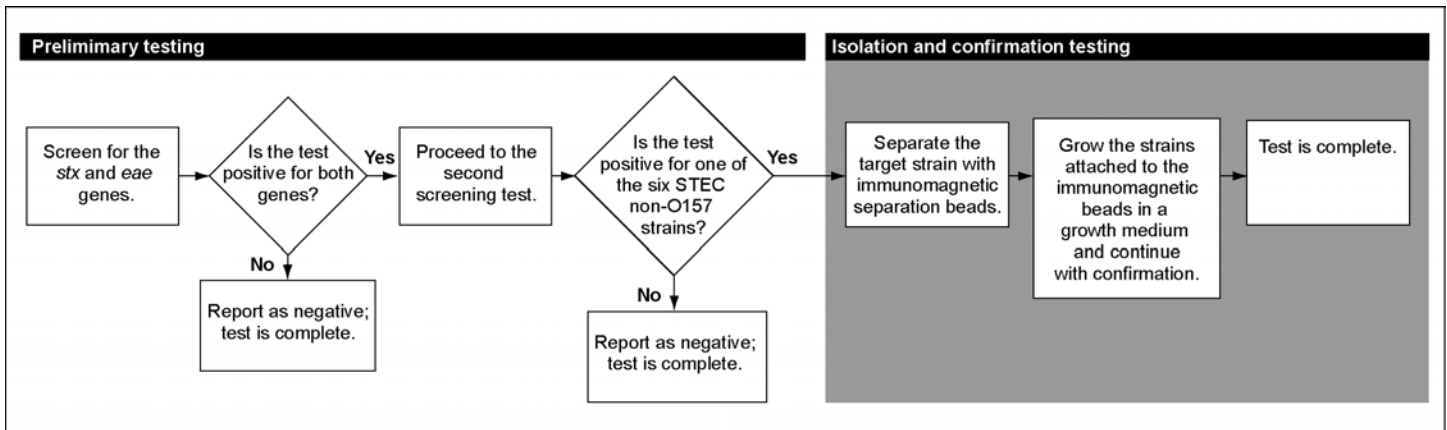 Prelimimary testing
Isolation and confirmation testing
Screen for the
stx and eae
genes.
Is the test
positive for both
genes?
Yes
No
Report as negative;
test is complete.
Proceed to the
second
screening test.
Is the test
positive for one of
the six STEC
non-O157
strains?
Yes
No
Report as negative;
test is complete.
Separate the
target strain with
immunomagnetic
separation beads.
Grow the strains
attached to the
immunomagnetic
beads in a
growth medium
and continue
with confirmation.
Test is complete.